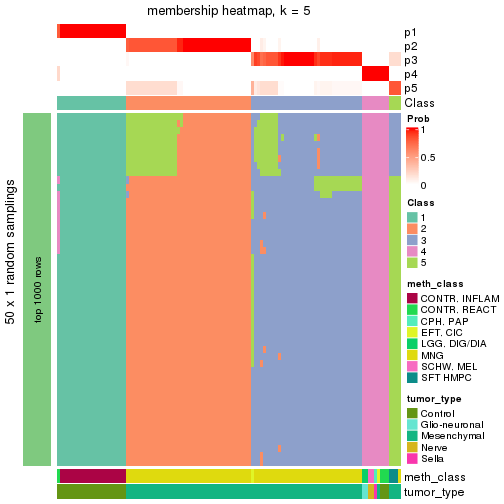 membership heatmap, k = 5
p1
p2
p3
p4
p5
Class
50 x 1 random samplings
top 1000 rows
Prob
1
0.5
0
Class
1
2
3
4
5
meth_class
CONTR. INFLAM
CONTR. REACT
CPH. PAP
EFT. CIC
LGG. DIG/DIA
MNG
SCHW. MEL
SFT HMPC
tumor_type
Control
Glio-neuronal
Mesenchymal
Nerve
Sella
meth_class
tumor_type